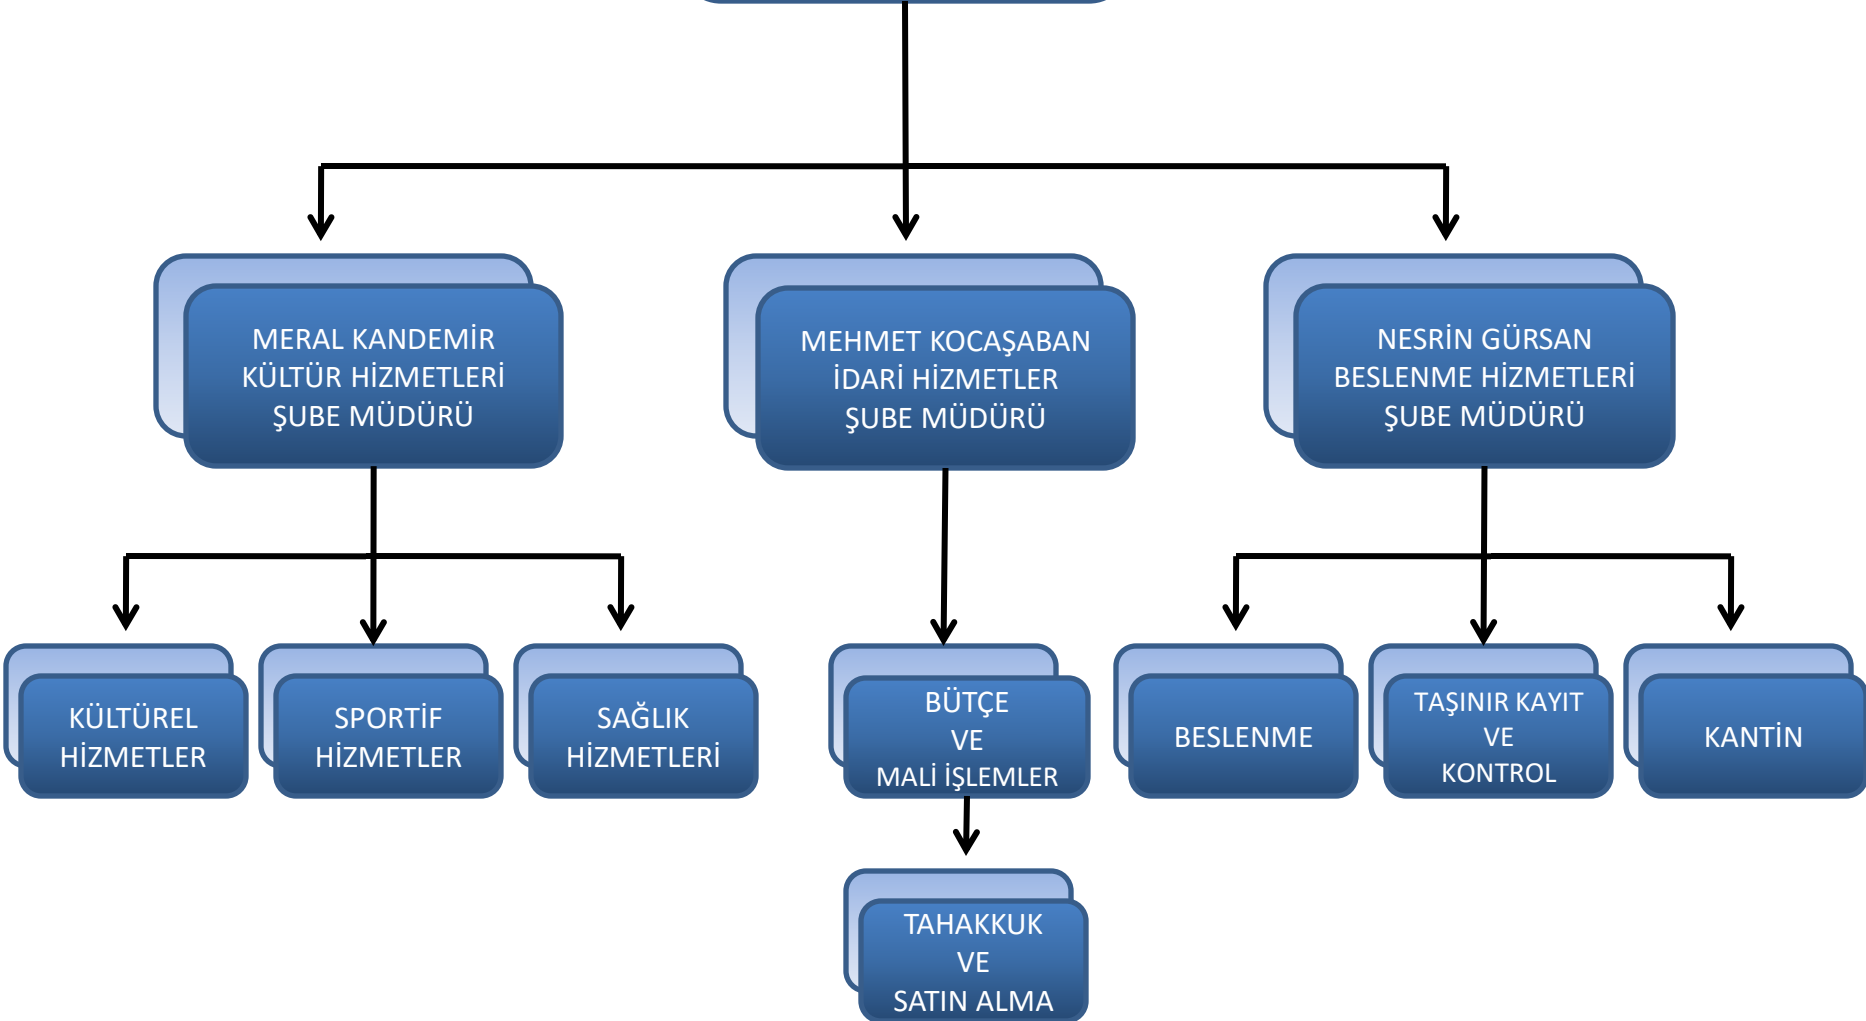 MERAL KANDEMİR
KÜLTÜR HİZMETLERİ
ŞUBE MÜDÜRÜ
MEHMET KOCAŞABAN
İDARİ HİZMETLER
ŞUBE MÜDÜRÜ
NESRİN GÜRSAN
BESLENME HİZMETLERİ
ŞUBE MÜDÜRÜ
KÜLTÜREL
HİZMETLER
SPORTİF
HİZMETLER
SAĞLIK
HİZMETLERİ
BÜTÇE
VE
MALİ İŞLEMLER
BESLENME
TAŞINIR KAYIT
VE
KONTROL
KANTİN
TAHAKKUK
VE
SATIN ALMA